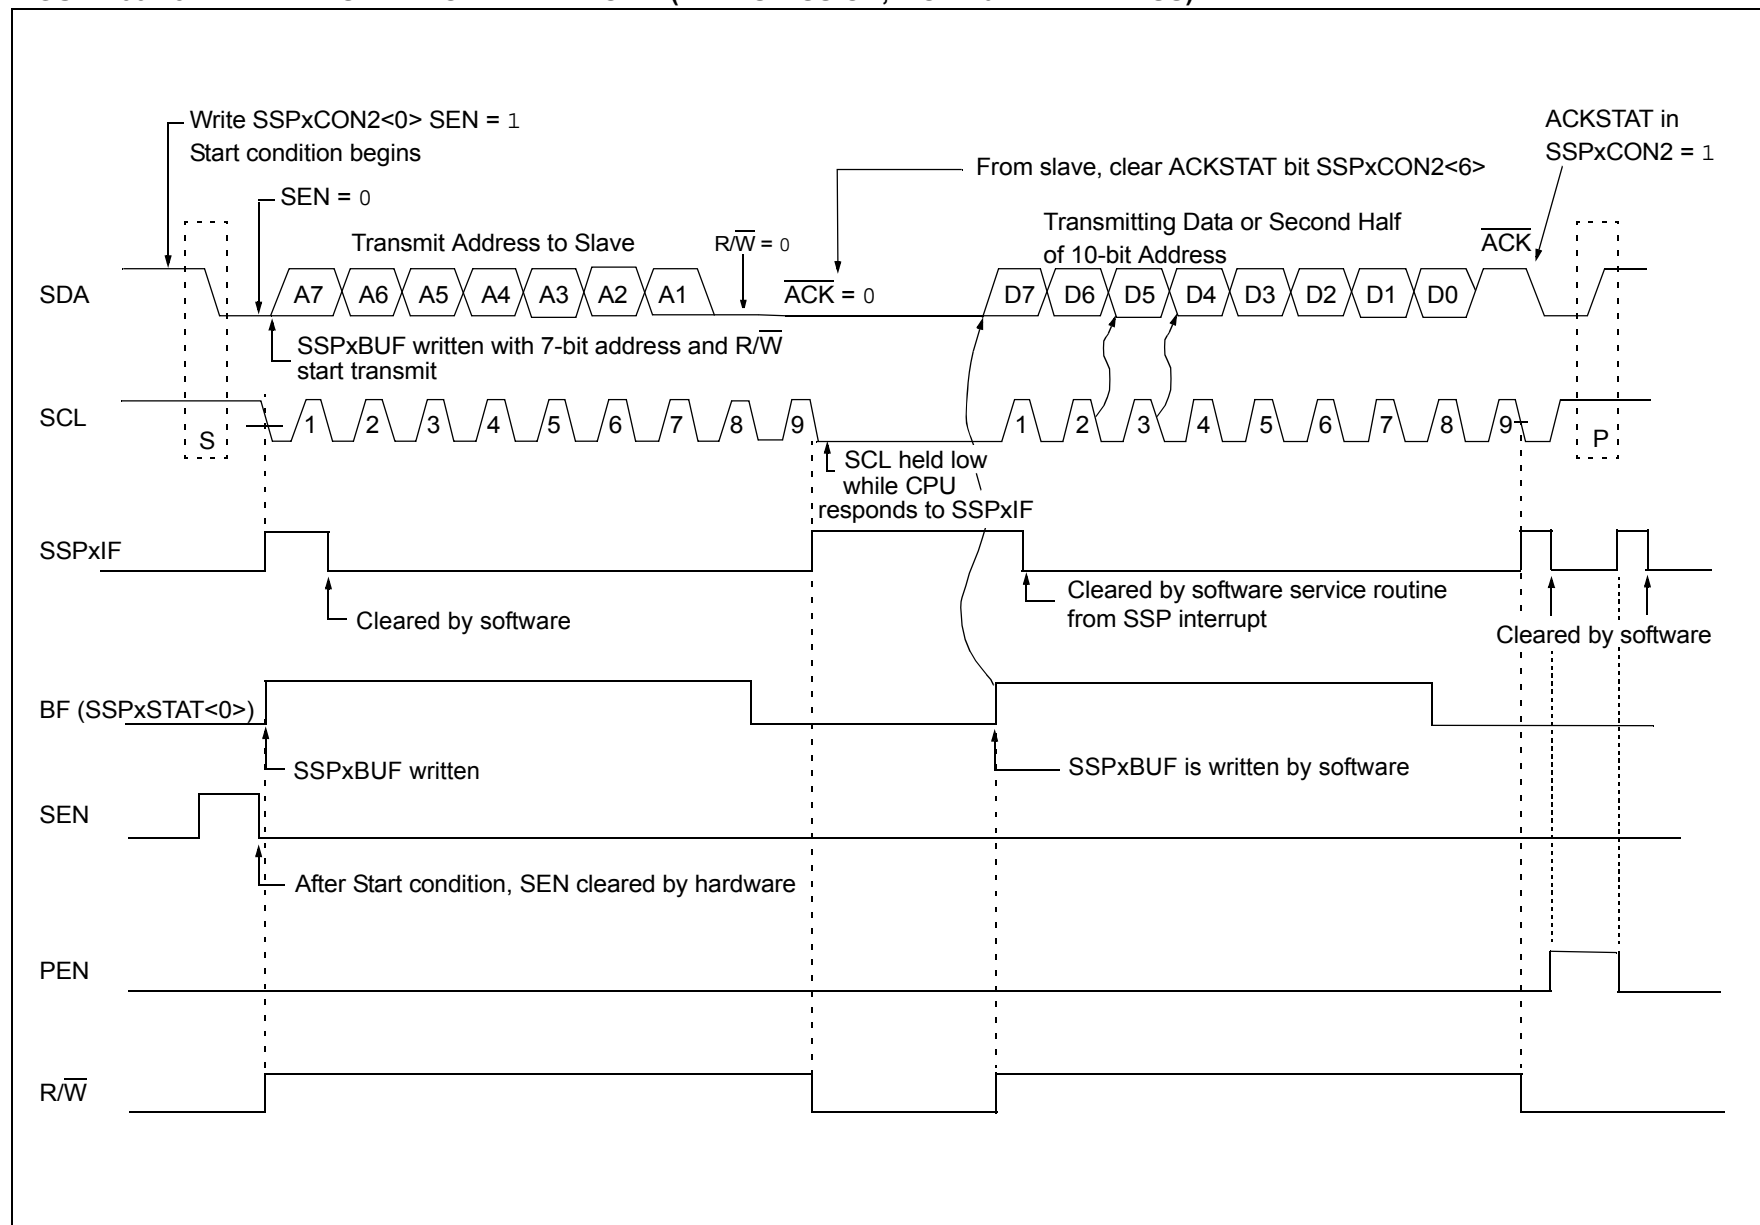 Write SSPxCON2<0> SEN = 1
Start condition begins
ACKSTAT in
SSPxCON2 = 1
From slave, clear ACKSTAT bit SSPxCON2<6>
SEN = 0
Transmit Address to Slave
R/W̅ = 0
Transmitting Data or Second Half
of 10-bit Address
A̅C̅K̅
SDA
A7 A6 A5 A4 A3 A2 A1
A̅C̅K̅ = 0
D7 D6 D5 D4 D3 D2 D1 D0
SSPxBUF written with 7-bit address and R/W̅
start transmit
SCL
S
1 2 3 4 5 6 7 8 9
1 2 3 4 5 6 7 8 9
P
SCL held low
while CPU
responds to SSPxIF
SSPxIF
Cleared by software
Cleared by software service routine
from SSP interrupt
Cleared by software
BF (SSPxSTAT<0>)
SSPxBUF written
SSPxBUF is written by software
SEN
After Start condition, SEN cleared by hardware
PEN
R/W̅